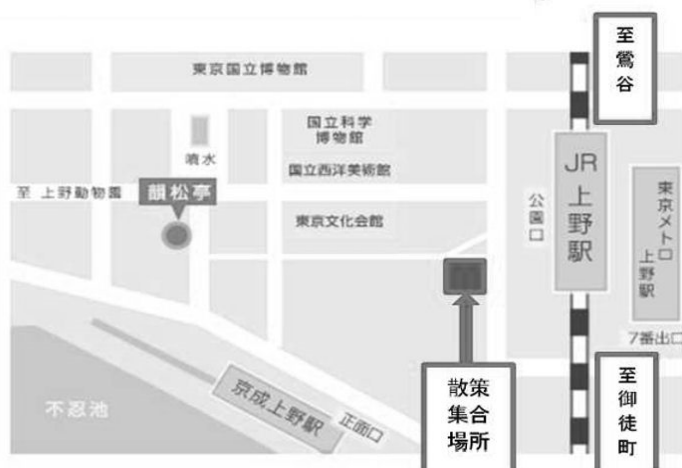 至鶯谷
東京国立博物館
国立科学
博物館
噴水
国立西洋美術館
至 上野動物園
韻松亭
東京文化会館
公園口
JR上野駅
東京メトロ
上野駅
7番出口
散策
集合
場所
至御徒町
京成上野駅
正面口
不忍池